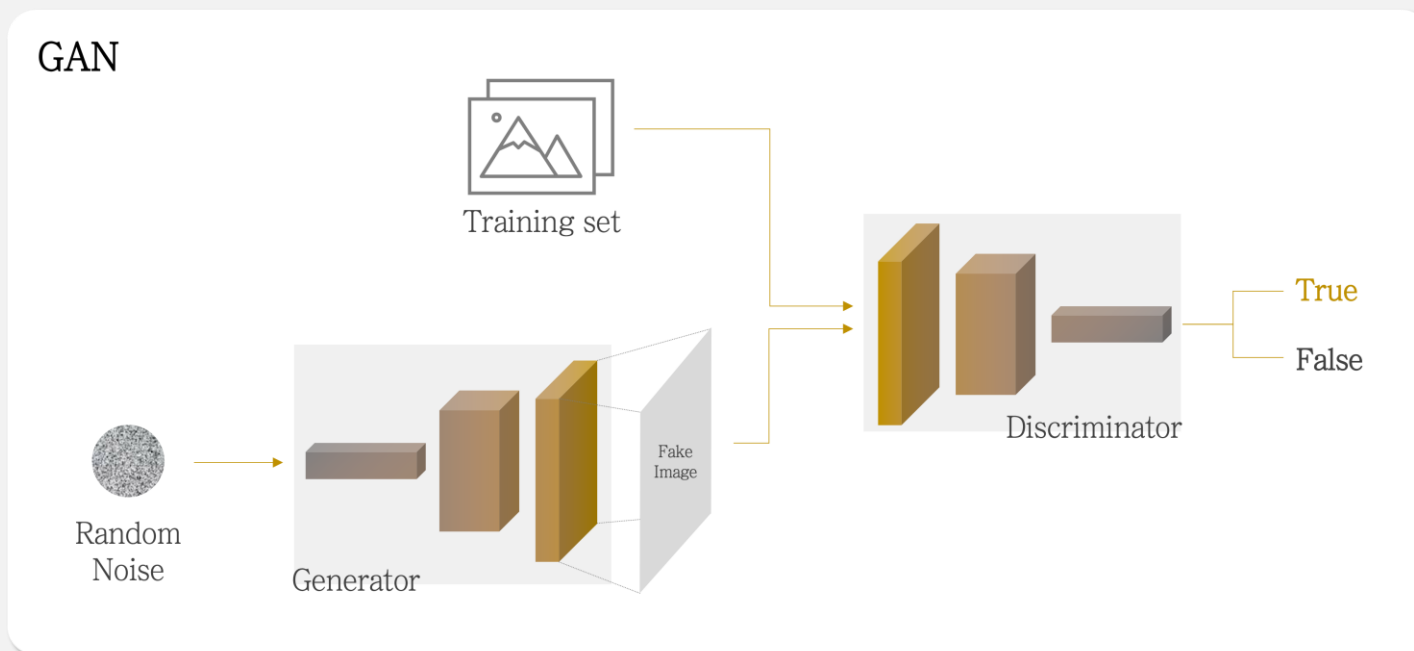 GAN
Training set
True
False
Discriminator
Fake
Image
Random
Noise
Generator